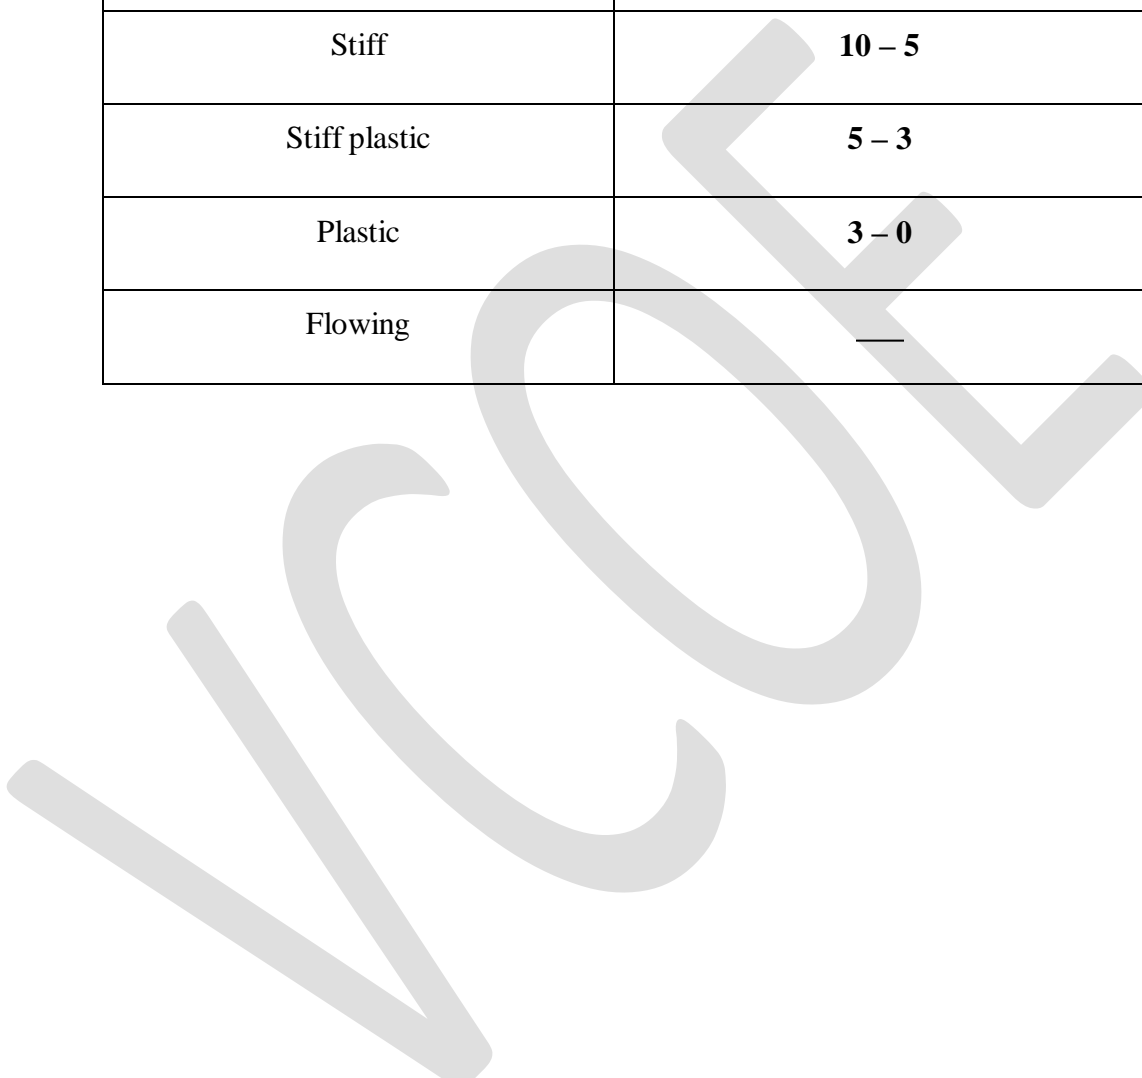 Stiff 10 – 5
Stiff plastic 5 – 3
Plastic 3 – 0
Flowing ___
VCOE